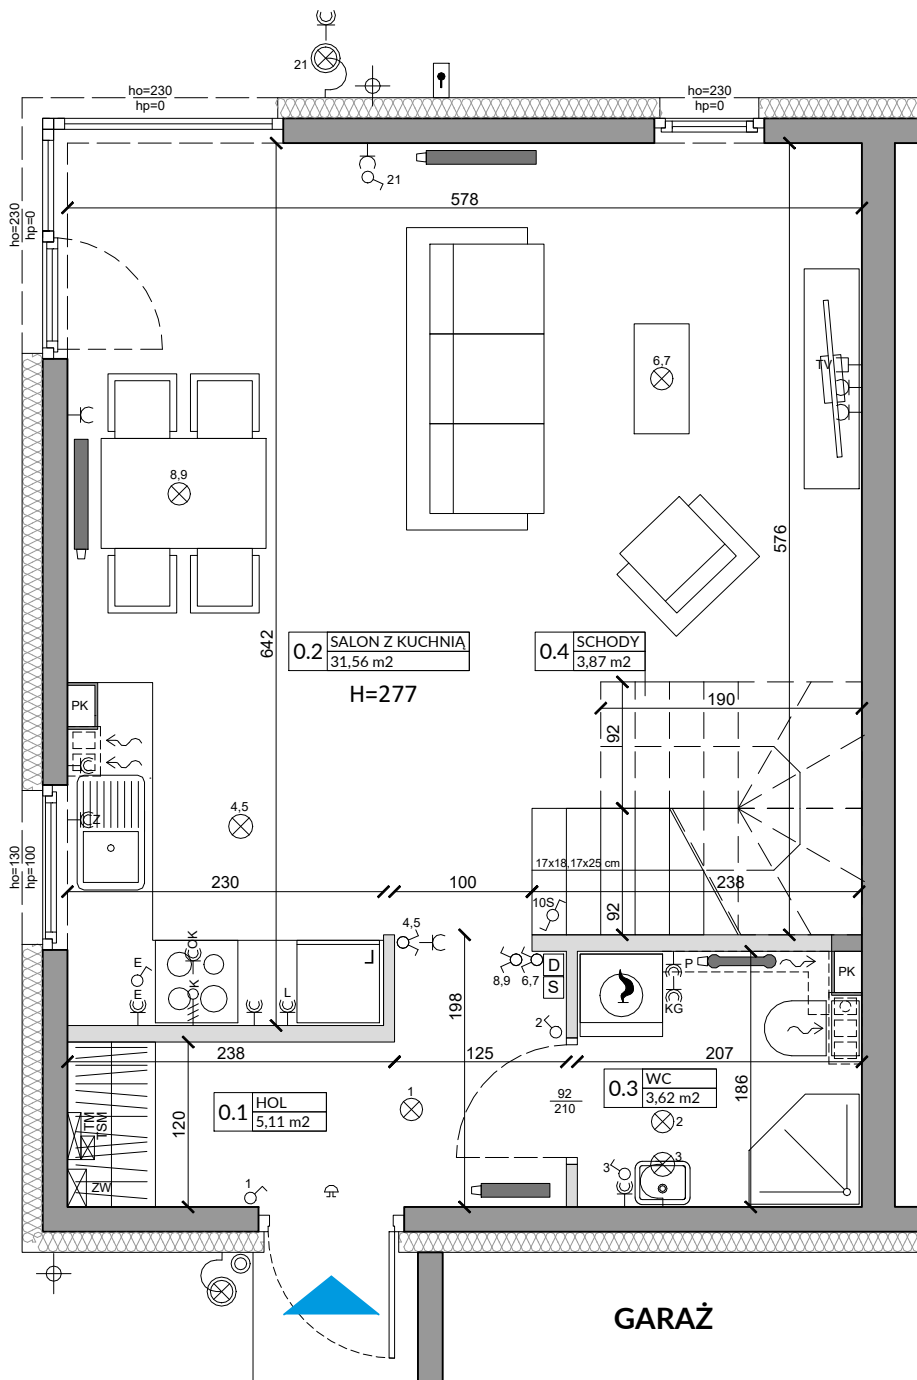 21
ho=230
hp=0
ho=230
hp=0
21
578
ho=230
hp=0
6,7
TV
8,9
576
642
0.2 SALON Z KUCHNIĄ
31,56 m2
H=277
0.4 SCHODY
3,87 m2
PK
190
92
4,5
Z
ho=130
hp=100
17x18,17x25 cm
230
100
238
92
10S
4,5
OK
E
E
K
L
8,9
6,7
D
S
P
KG
PK
198
2
238
125
207
1
92
210
0.3 WC
3,62 m2
186
0.1 HOL
5,11 m2
120
TM
TSM
ZW
2
3
3
1
GARAŻ